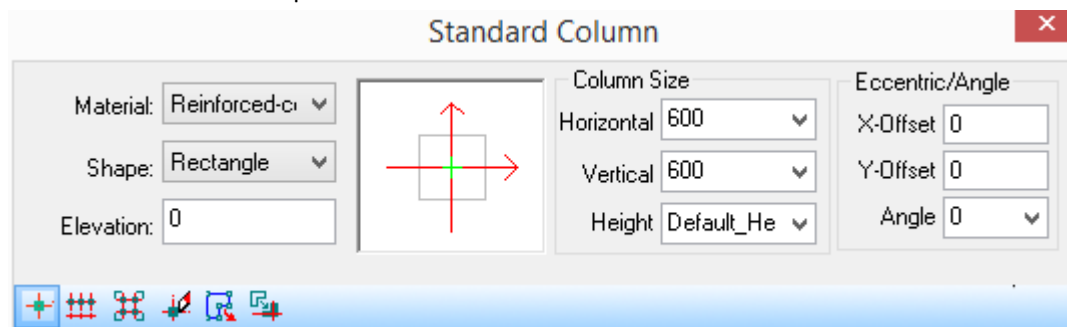 Standard Column
Material: Reinforced-c
Shape: Rectangle
Elevation: 0
Column Size
Horizontal 600
Vertical 600
Height Default_He
Eccentric/Angle
X-Offset 0
Y-Offset 0
Angle 0